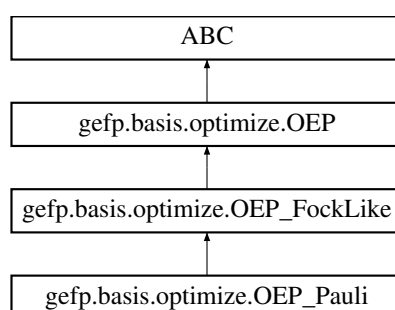 ABC
gefp.basis.optimize.OEP
gefp.basis.optimize.OEP_FockLike
gefp.basis.optimize.OEP_Pauli